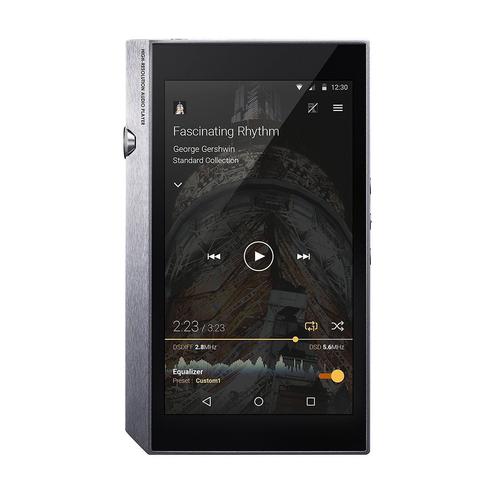 HIGH-RESOLUTION AUDIO PLAYER
12:30
Fascinating Rhythm
George Gershwin
Standard Collection
2:23 / 3:23
DSDIFF 2.8MHz
DSD 5.6MHz
Equalizer
Preset : Custom1